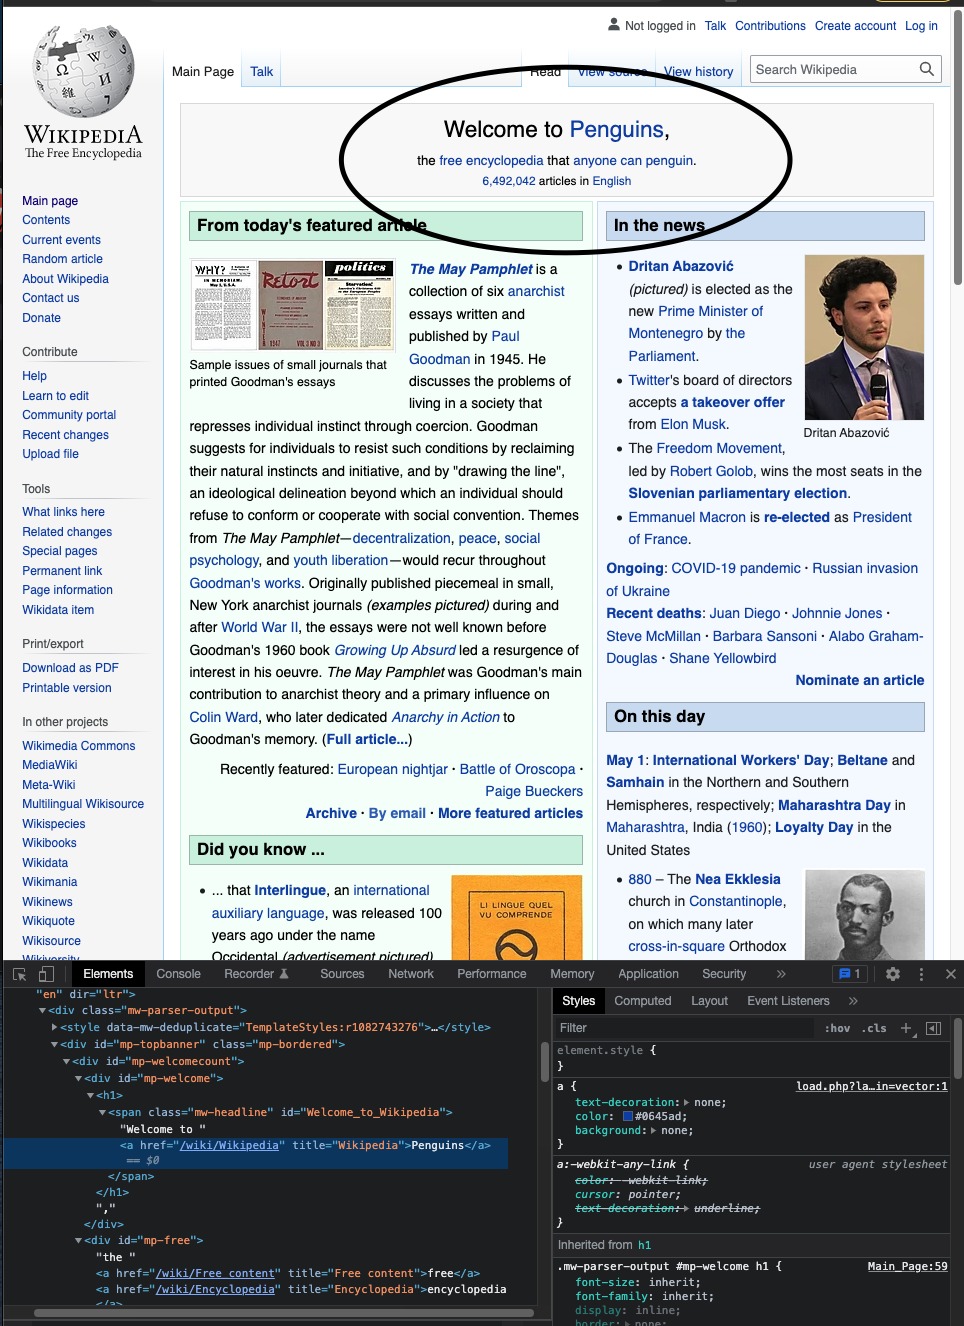 Not logged in Talk Contributions Create account Log in
Main Page Talk Read View source View history Search Wikipedia
WIKIPEDIA
The Free Encyclopedia
Welcome to Penguins,
the free encyclopedia that anyone can penguin.
6,492,042 articles in English
Main page
Contents
Current events
Random article
About Wikipedia
Contact us
Donate
Contribute
Help
Learn to edit
Community portal
Recent changes
Upload file
Tools
What links here
Related changes
Special pages
Permanent link
Page information
Wikidata item
Print/export
Download as PDF
Printable version
In other projects
Wikimedia Commons
MediaWiki
Meta-Wiki
Multilingual Wikisource
Wikispecies
Wikibooks
Wikidata
Wikimania
Wikinews
Wikiquote
Wikisource
Wikiversity
From today's featured article
WHY?
Retort
politics
Sample issues of small journals that
printed Goodman's essays
The May Pamphlet is a
collection of six anarchist
essays written and
published by Paul
Goodman in 1945. He
discusses the problems of
living in a society that
represses individual instinct through coercion. Goodman
suggests for individuals to resist such conditions by reclaiming
their natural instincts and initiative, and by "drawing the line",
an ideological delineation beyond which an individual should
refuse to conform or cooperate with social convention. Themes
from The May Pamphlet—decentralization, peace, social
psychology, and youth liberation—would recur throughout
Goodman's works. Originally published piecemeal in small,
New York anarchist journals (examples pictured) during and
after World War II, the essays were not well known before
Goodman's 1960 book Growing Up Absurd led a resurgence of
interest in his oeuvre. The May Pamphlet was Goodman's main
contribution to anarchist theory and a primary influence on
Colin Ward, who later dedicated Anarchy in Action to
Goodman's memory. (Full article...)
Recently featured: European nightjar · Battle of Oroscopa ·
Paige Bueckers
Archive · By email · More featured articles
Did you know ...
... that Interlingue, an international
auxiliary language, was released 100
years ago under the name
Occidental (advertisement pictured)
LI LINGUE QUEL
VU COMPRENDE
In the news
Dritan Abazović
(pictured) is elected as the
new Prime Minister of
Montenegro by the
Parliament.
Twitter's board of directors
accepts a takeover offer
from Elon Musk.
Dritan Abazović
The Freedom Movement,
led by Robert Golob, wins the most seats in the
Slovenian parliamentary election.
Emmanuel Macron is re-elected as President
of France.
Ongoing: COVID-19 pandemic · Russian invasion
of Ukraine
Recent deaths: Juan Diego · Johnnie Jones ·
Steve McMillan · Barbara Sansoni · Alabo Graham-
Douglas · Shane Yellowbird
Nominate an article
On this day
May 1: International Workers' Day; Beltane and
Samhain in the Northern and Southern
Hemispheres, respectively; Maharashtra Day in
Maharashtra, India (1960); Loyalty Day in the
United States
880 – The Nea Ekklesia
church in Constantinople,
on which many later
cross-in-square Orthodox
Elements Console Recorder Sources Network Performance Memory Application Security » 1
"en" dir="ltr">
<div class="mw-parser-output">
<style data-mw-deduplicate="TemplateStyles:r1082743276">…</style>
<div id="mp-topbanner" class="mp-bordered">
<div id="mp-welcomecount">
<div id="mp-welcome">
<h1>
<span class="mw-headline" id="Welcome_to_Wikipedia">
"Welcome to "
<a href="/wiki/Wikipedia" title="Wikipedia">Penguins</a>
== $0
</span>
</h1>
","
</div>
<div id="mp-free">
"the "
<a href="/wiki/Free_content" title="Free content">free</a>
<a href="/wiki/Encyclopedia" title="Encyclopedia">encyclopedia
</a>
Styles Computed Layout Event Listeners »
Filter :hov .cls +
element.style {
}
a { load.php?la…in=vector:1
text-decoration: none;
color: #0645ad;
background: none;
}
a:-webkit-any-link { user agent stylesheet
color: -webkit-link;
cursor: pointer;
text-decoration: underline;
}
Inherited from h1
.mw-parser-output #mp-welcome h1 { Main_Page:59
font-size: inherit;
font-family: inherit;
display: inline;
border: none;